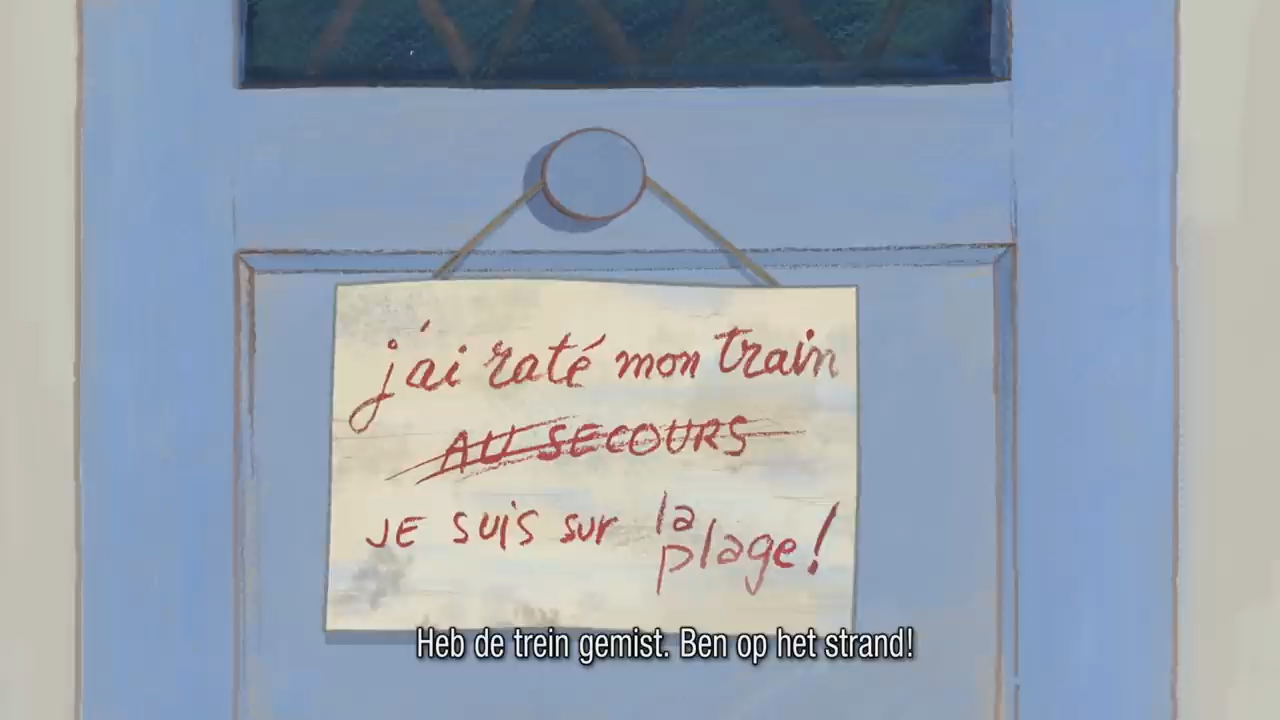 j'ai raté mon train
AU SECOURS
JE SUiS sur la
plage!
Heb de trein gemist. Ben op het strand!